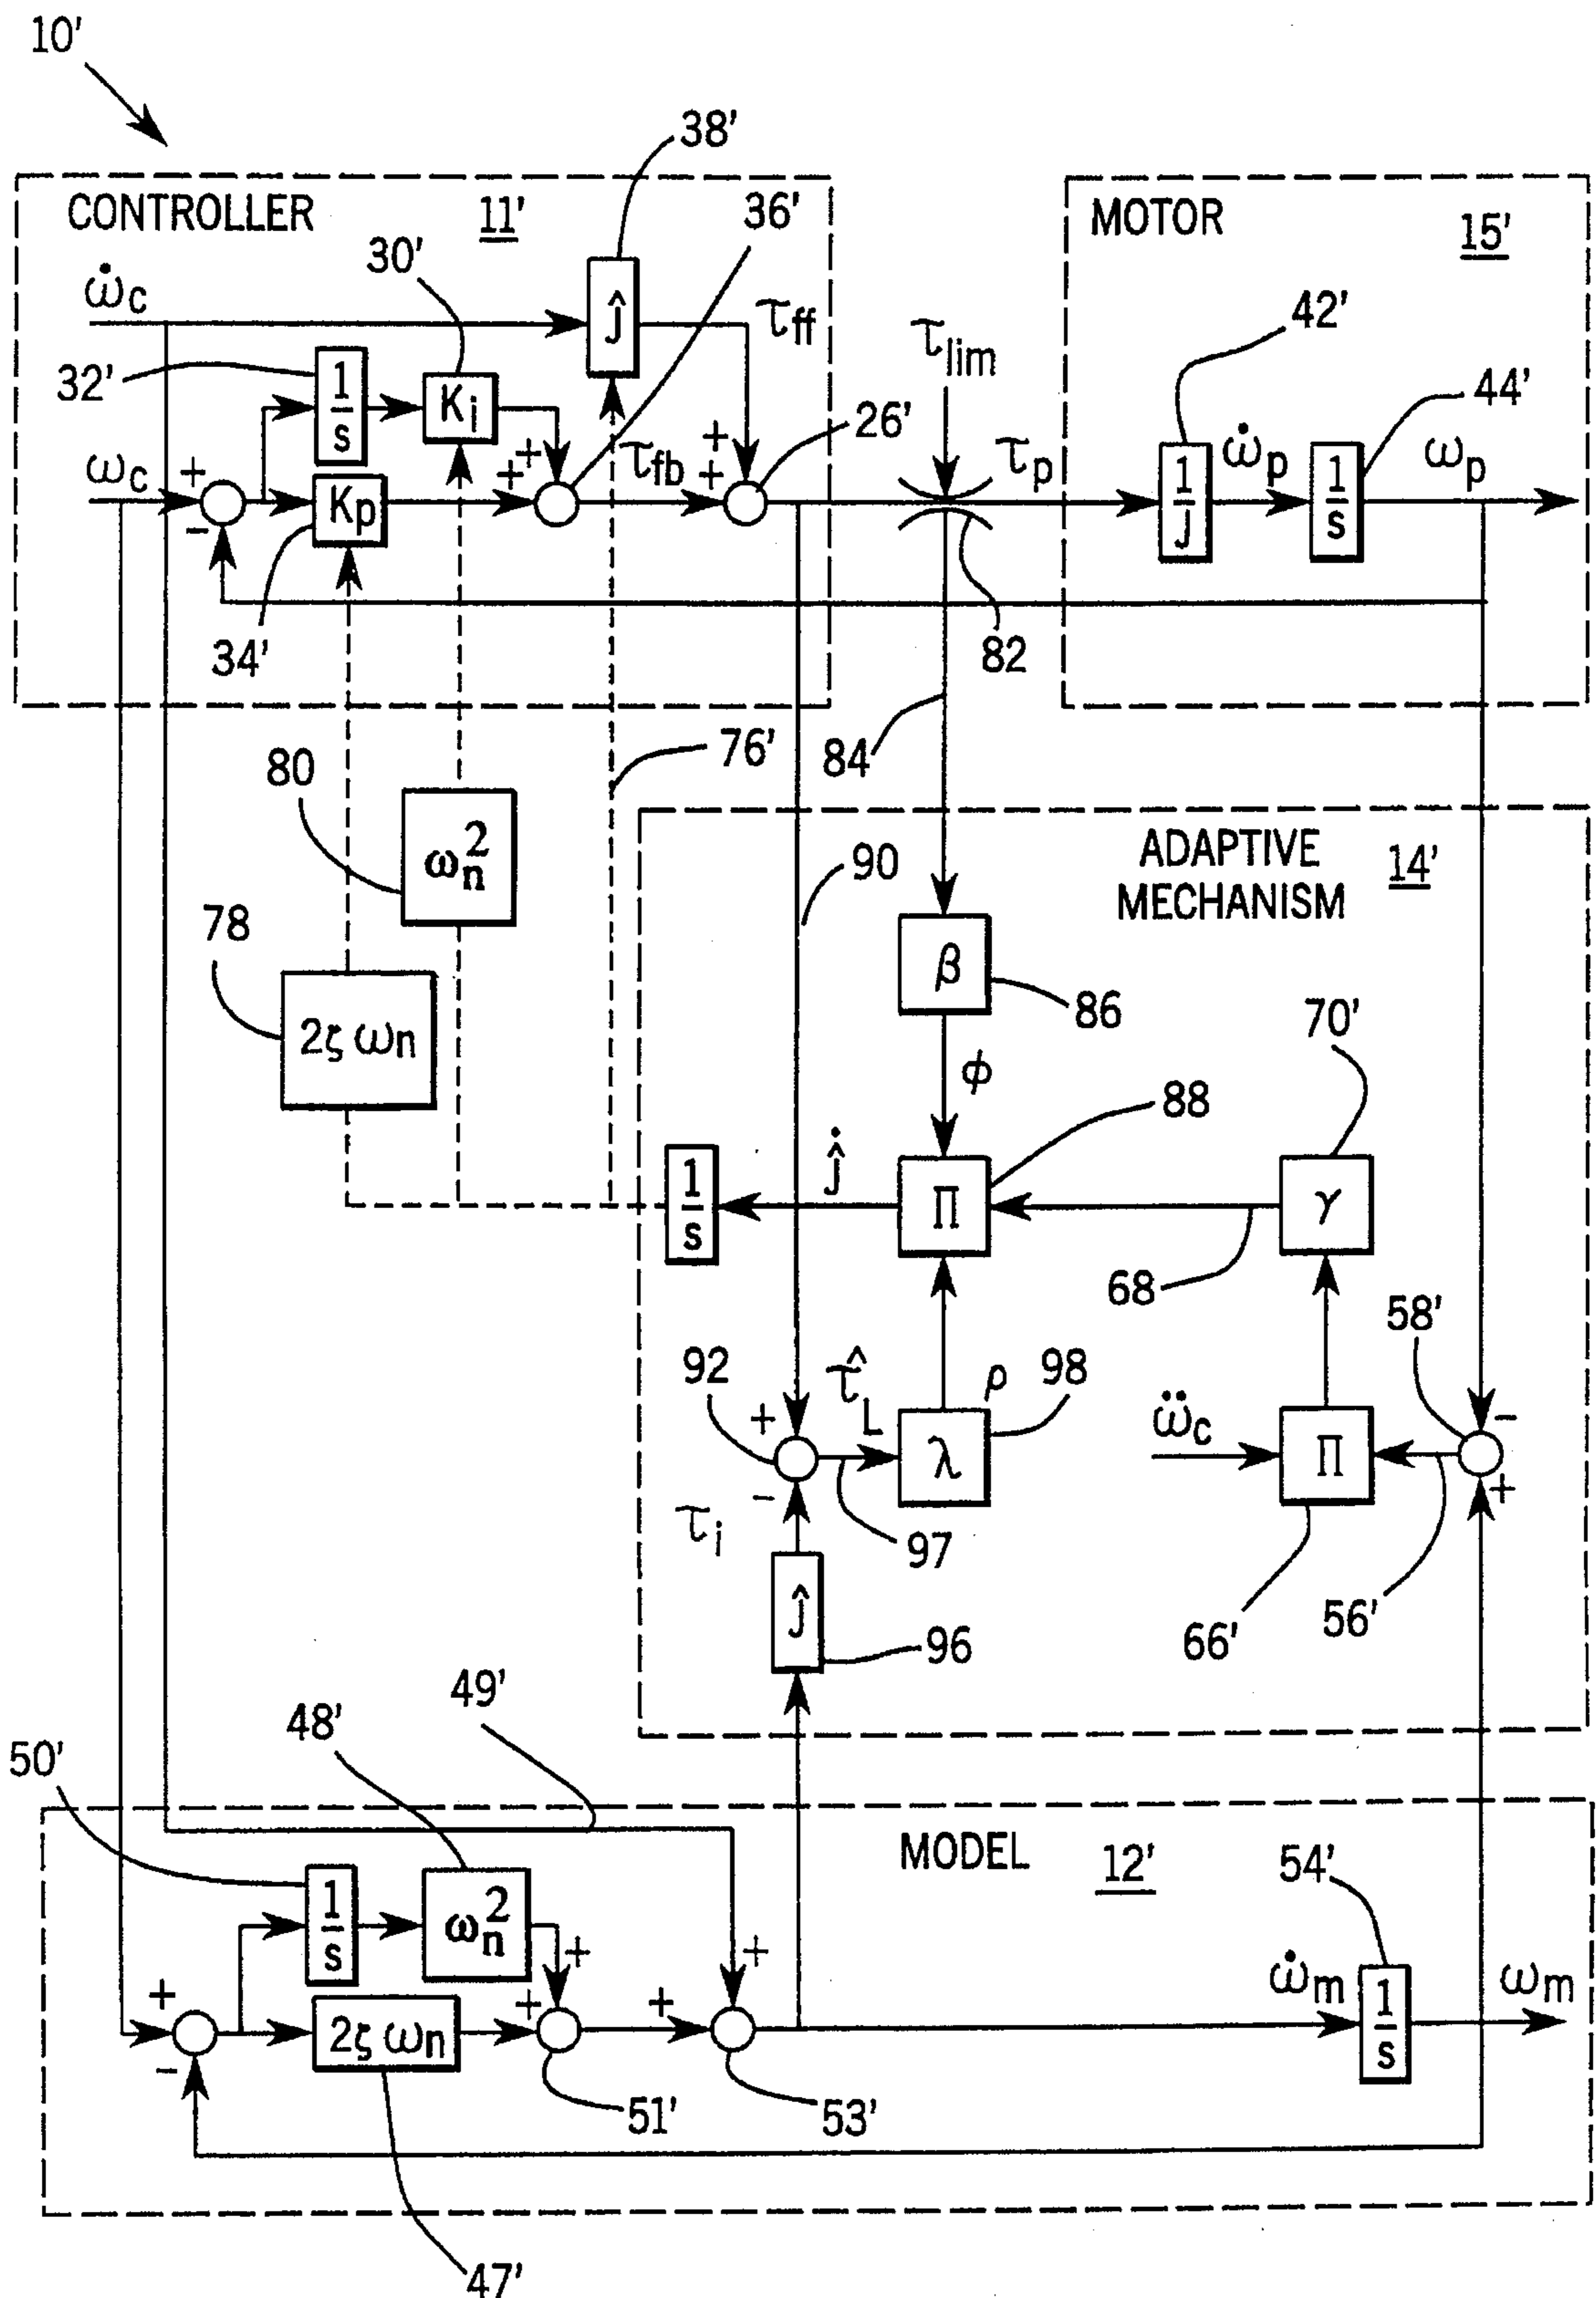 10'
CONTROLLER 11'
38'
36'
30'
32'
ω̇c
ωc
+
-
1/s
Ki
Kp
Ĵ
τff
+
+
τfb
+
+
26'
34'
τlim
τp
82
84
MOTOR 15'
42'
1/J
ω̇p
1/s
44'
ωp
76'
80
ωn²
78
2ζ ωn
90
ADAPTIVE MECHANISM 14'
β
86
ϕ
88
70'
1/s
Ĵ̇
Π
γ
68
58'
92
τ̂L
ρ
98
ω̈c
-
+
+
λ
Π
-
τi
97
56'
Ĵ
66'
96
49'
48'
50'
MODEL 12'
54'
1/s
ωn²
+
+
ω̇m
1/s
ωm
+
-
2ζ ωn
+
+
51'
53'
47'